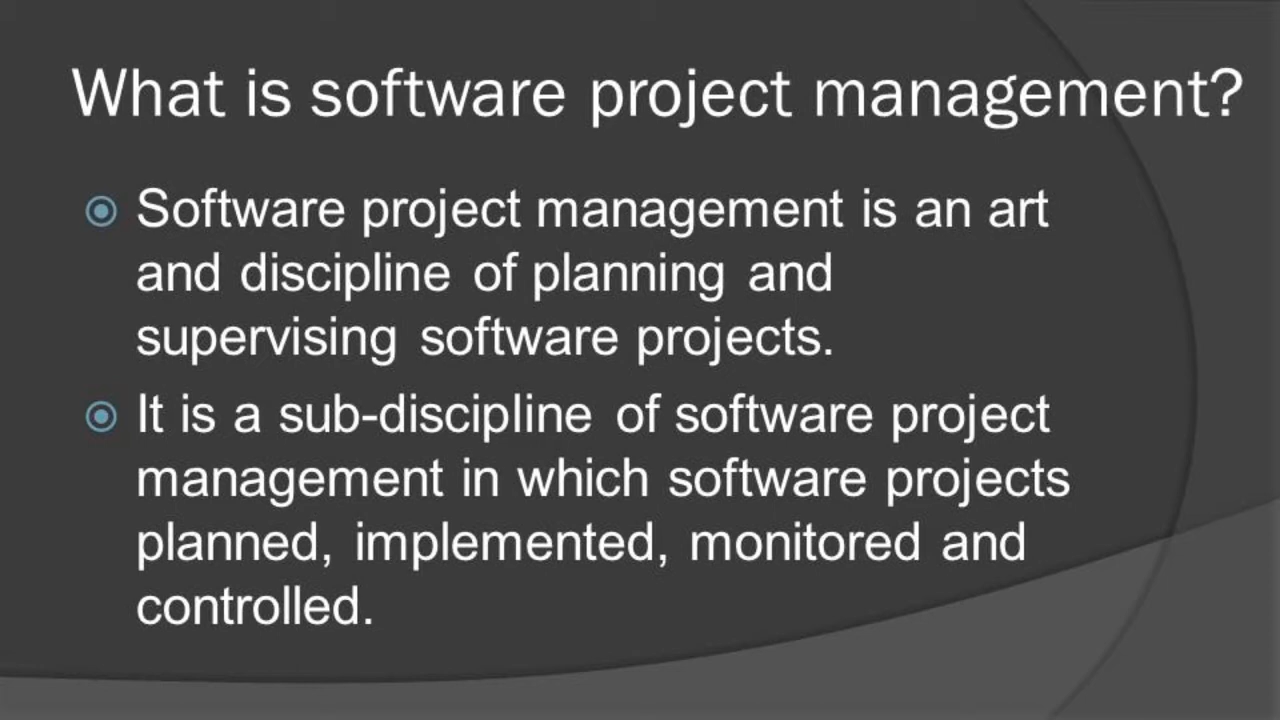 What is software project management?
Software project management is an art
and discipline of planning and
supervising software projects.
It is a sub-discipline of software project
management in which software projects
planned, implemented, monitored and
controlled.